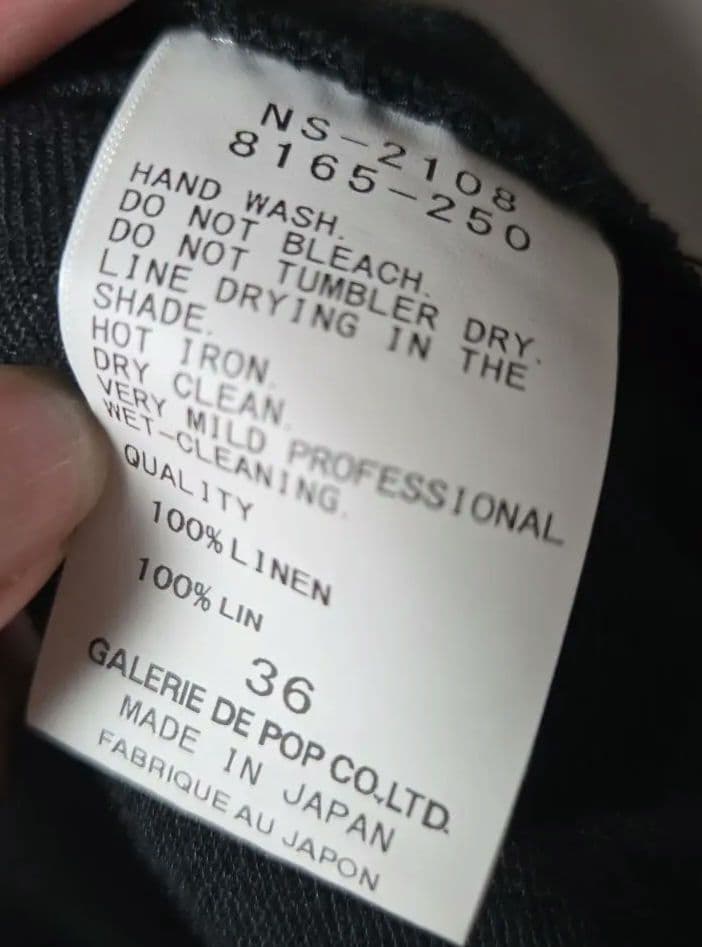 NS-2108
8165-250
HAND WASH.
DO NOT BLEACH.
DO NOT TUMBLER DRY.
LINE DRYING IN THE
SHADE.
HOT IRON.
DRY CLEAN.
VERY MILD PROFESSIONAL
WET-CLEANING.
QUALITY
100% LINEN
100% LIN
36
GALERIE DE POP CO.,LTD.
MADE IN JAPAN
FABRIQUE AU JAPON